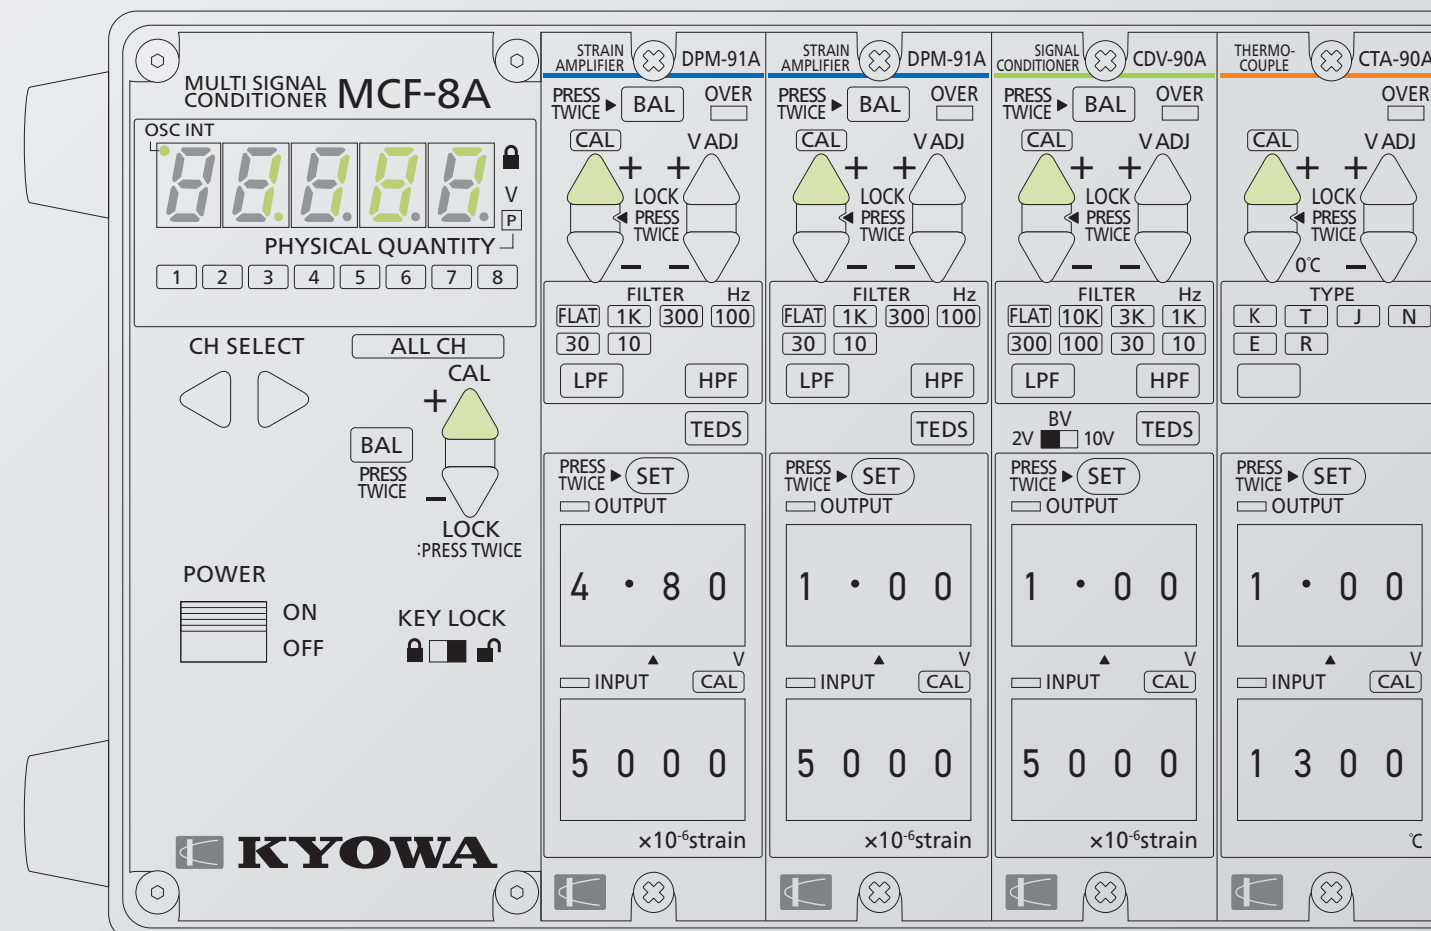 MULTI SIGNAL
CONDITIONER MCF-8A
OSC INT
V
P
PHYSICAL QUANTITY
1 2 3 4 5 6 7 8
CH SELECT
ALL CH
CAL
+
BAL
PRESS
TWICE
−
LOCK
:PRESS TWICE
POWER
ON
OFF
KEY LOCK
KYOWA
STRAIN
AMPLIFIER DPM-91A
PRESS
TWICE ▶ BAL OVER
CAL V ADJ
+ +
LOCK
◀ PRESS
TWICE
− −
FILTER Hz
FLAT 1K 300 100
30 10
LPF HPF
TEDS
PRESS
TWICE ▶ SET
OUTPUT
4 · 8 0
▲ V
INPUT CAL
5 0 0 0
×10-6strain
STRAIN
AMPLIFIER DPM-91A
PRESS
TWICE ▶ BAL OVER
CAL V ADJ
+ +
LOCK
◀ PRESS
TWICE
− −
FILTER Hz
FLAT 1K 300 100
30 10
LPF HPF
TEDS
PRESS
TWICE ▶ SET
OUTPUT
1 · 0 0
▲ V
INPUT CAL
5 0 0 0
×10-6strain
SIGNAL
CONDITIONER CDV-90A
PRESS
TWICE ▶ BAL OVER
CAL V ADJ
+ +
LOCK
◀ PRESS
TWICE
− −
FILTER Hz
FLAT 10K 3K 1K
300 100 30 10
LPF HPF
BV
2V 10V TEDS
PRESS
TWICE ▶ SET
OUTPUT
1 · 0 0
▲ V
INPUT CAL
5 0 0 0
×10-6strain
THERMO-
COUPLE CTA-90A
OVER
CAL V ADJ
+ +
LOCK
◀ PRESS
TWICE
0℃ −
TYPE
K T J N
E R
PRESS
TWICE ▶ SET
OUTPUT
1 · 0 0
▲ V
INPUT CAL
1 3 0 0
℃